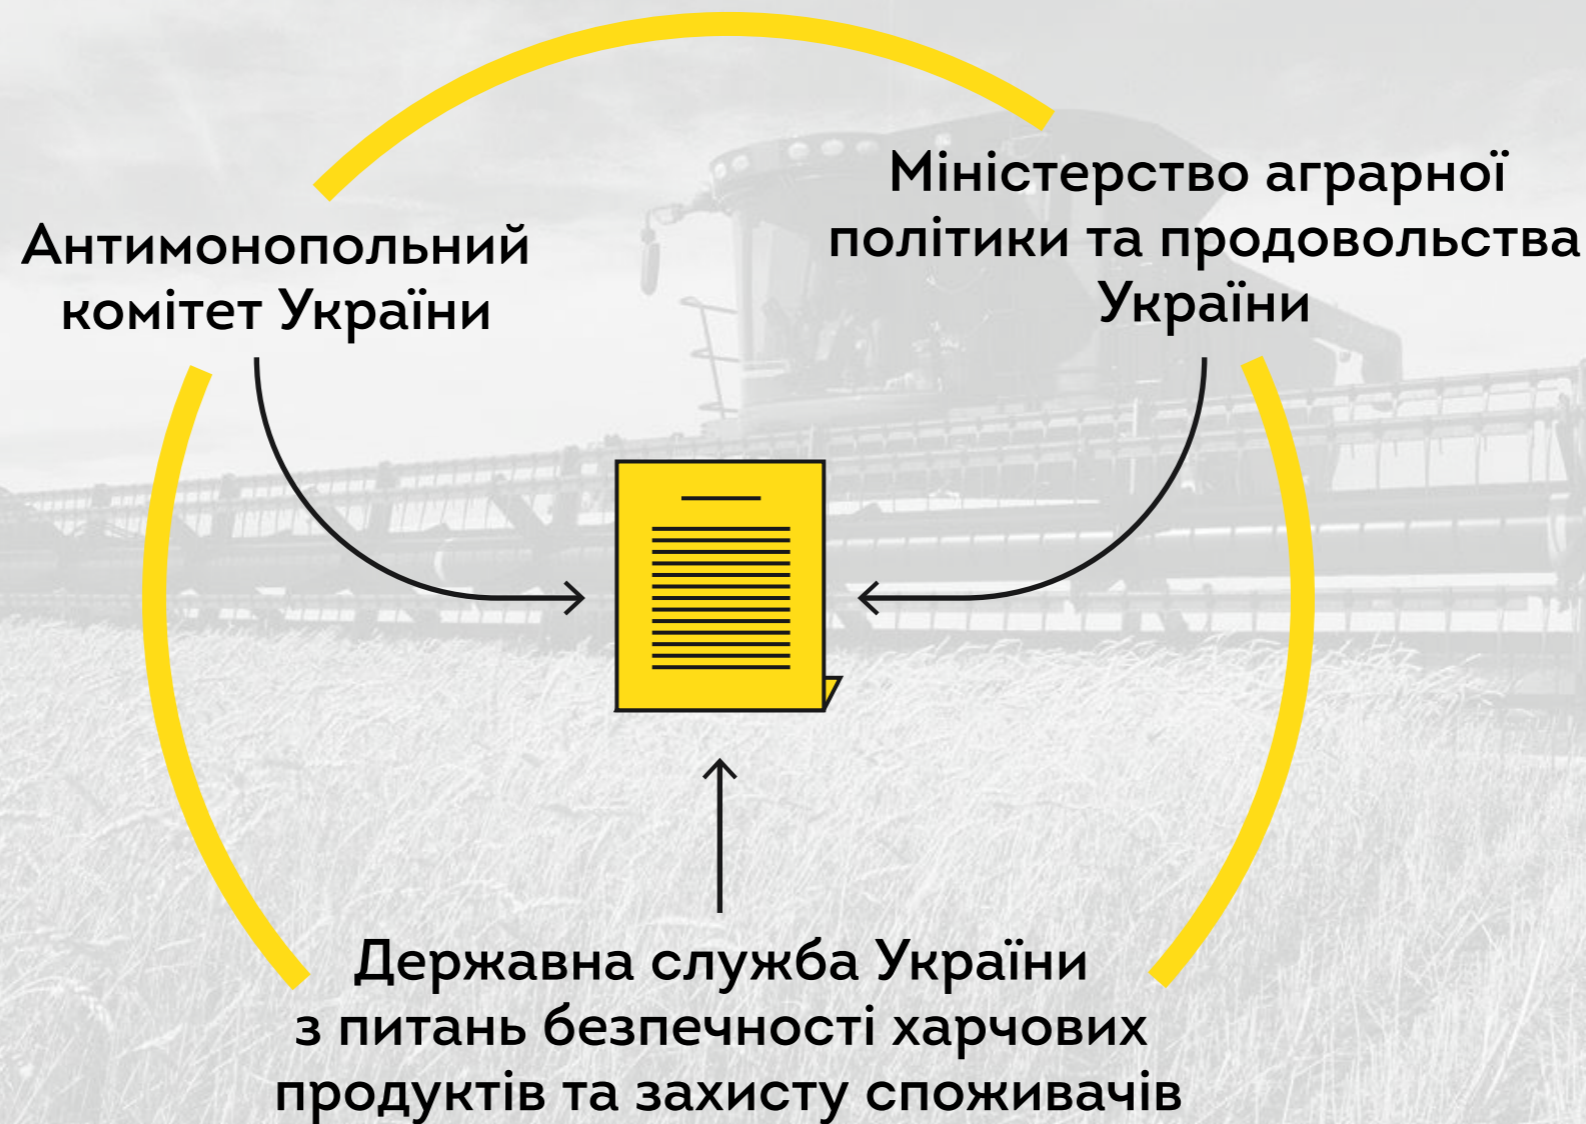 Антимонопольний
комітет України
Міністерство аграрної
політики та продовольства
України
Державна служба України
з питань безпечності харчових
продуктів та захисту споживачів